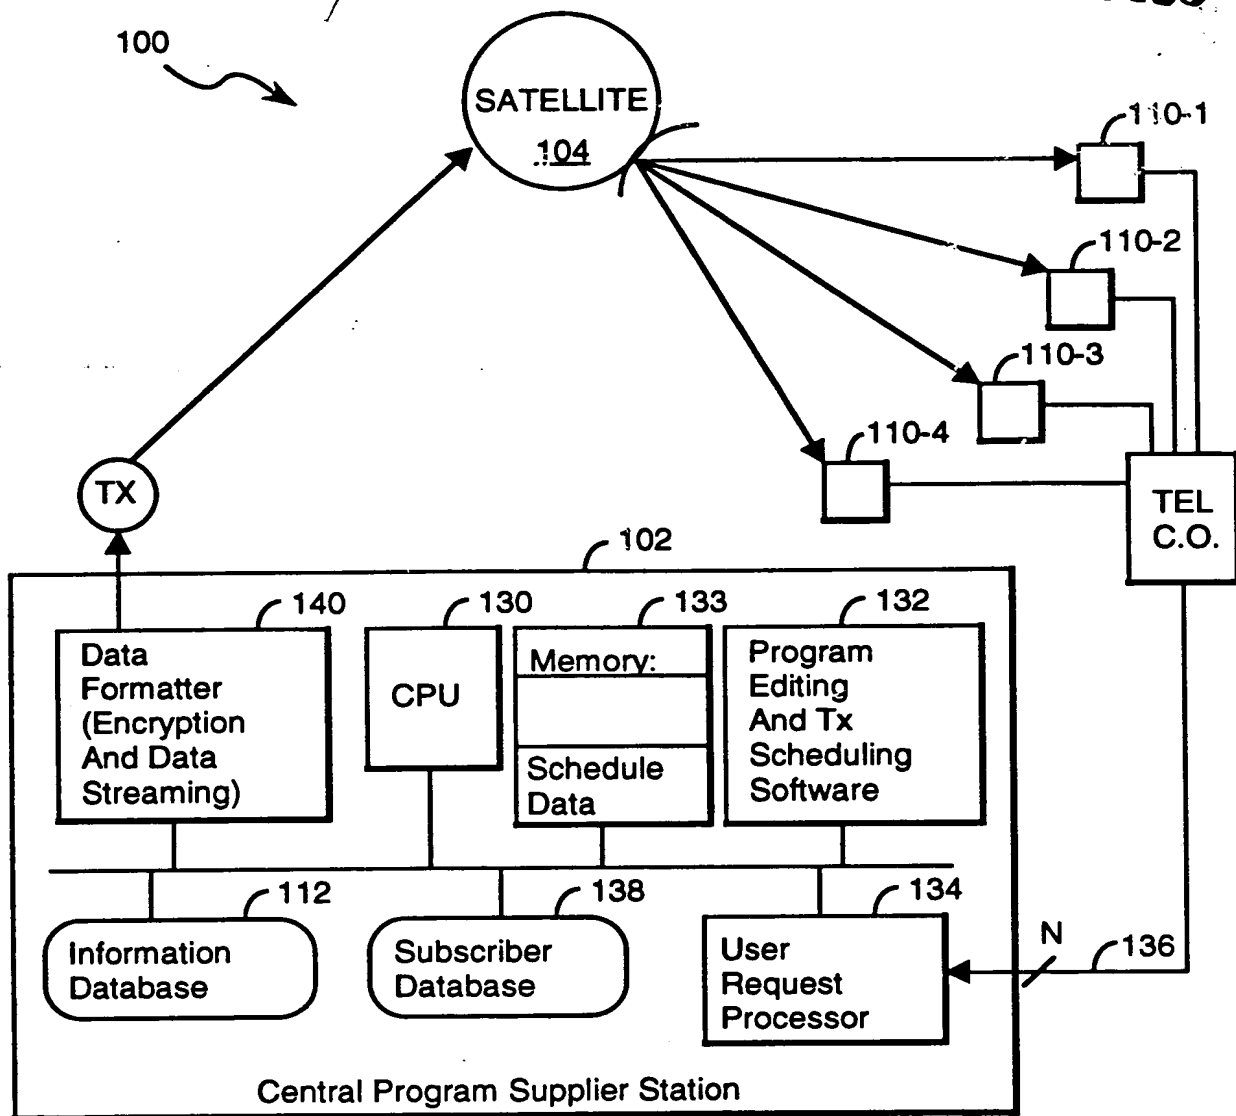 100
SATELLITE
104
110-1
110-2
110-3
110-4
TX
TEL
C.O.
102
140
130
133
132
Data
Formatter
(Encryption
And Data
Streaming)
CPU
Memory:
Schedule
Data
Program
Editing
And Tx
Scheduling
Software
112
138
134
Information
Database
Subscriber
Database
User
Request
Processor
N
136
Central Program Supplier Station